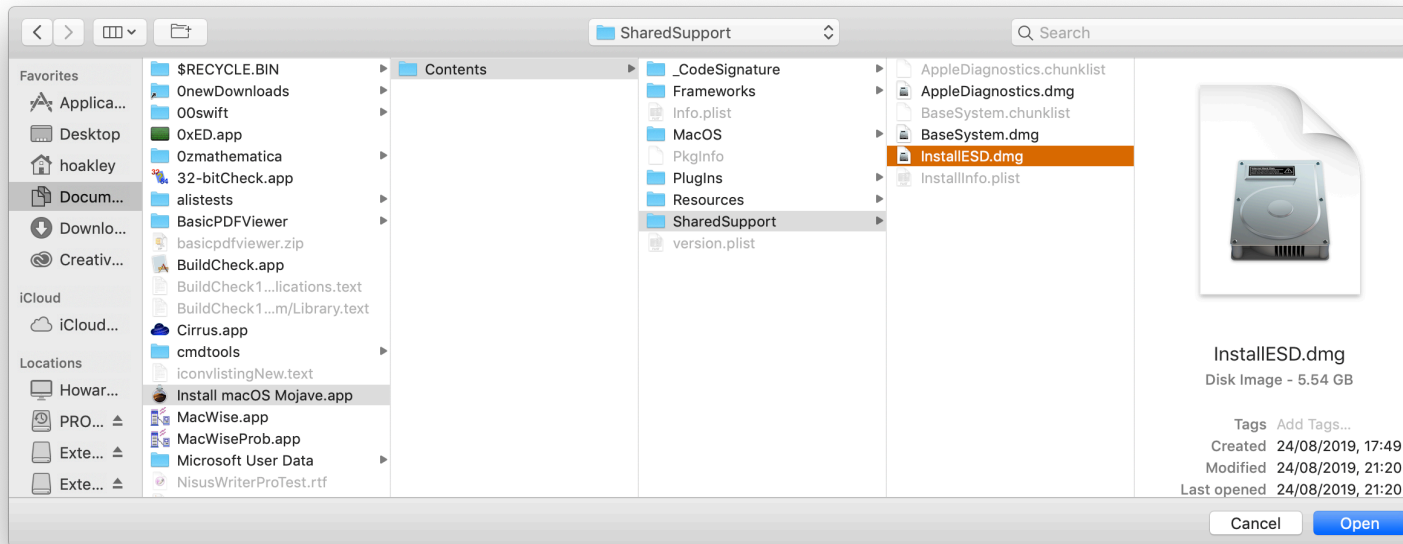 SharedSupport
Search
Favorites
Applica...
Desktop
hoakley
Docum...
Downlo...
Creativ...
iCloud
iCloud...
Locations
Howar...
PRO...
Exte...
Exte...
$RECYCLE.BIN
0newDownloads
00swift
0xED.app
0zmathematica
32-bitCheck.app
alistests
BasicPDFViewer
basicpdfviewer.zip
BuildCheck.app
BuildCheck1...lications.text
BuildCheck1...m/Library.text
Cirrus.app
cmdtools
iconvlistingNew.text
Install macOS Mojave.app
MacWise.app
MacWiseProb.app
Microsoft User Data
NisusWriterProTest.rtf
Contents
_CodeSignature
Frameworks
Info.plist
MacOS
PkgInfo
PlugIns
Resources
SharedSupport
version.plist
AppleDiagnostics.chunklist
AppleDiagnostics.dmg
BaseSystem.chunklist
BaseSystem.dmg
InstallESD.dmg
InstallInfo.plist
InstallESD.dmg
Disk Image - 5.54 GB
Tags Add Tags...
Created 24/08/2019, 17:49
Modified 24/08/2019, 21:20
Last opened 24/08/2019, 21:20
Cancel
Open